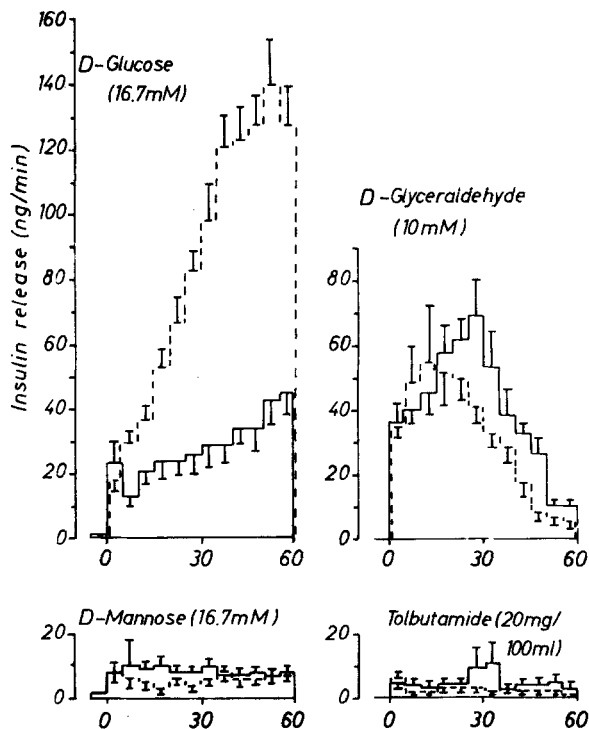 Insulin release (ng/min)
160
140
120
100
80
60
40
20
0
D-Glucose
(16.7mM)
0 30 60
D-Glyceraldehyde
(10mM)
80
60
40
20
0
0 30 60
D-Mannose (16.7mM)
20
0
0 30 60
Tolbutamide (20mg/
100ml)
20
0
0 30 60